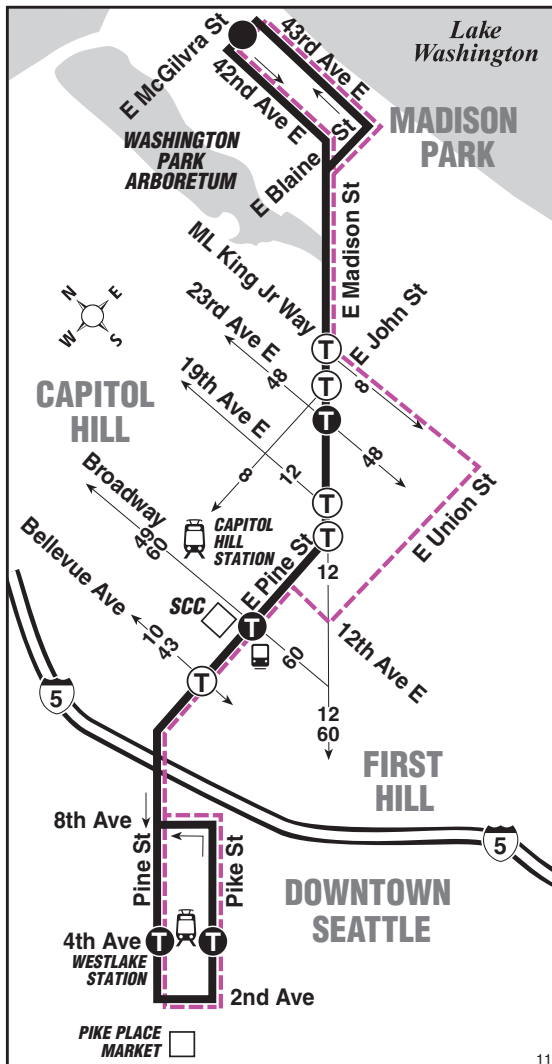 Lake
Washington
E McGilvra St
43rd Ave E
42nd Ave E
MADISON
PARK
WASHINGTON
PARK
ARBORETUM
E Blaine St
E Madison St
ML King Jr Way
E John St
N
E
W
S
23rd Ave E
48
8
19th Ave E
CAPITOL
HILL
8
12
48
Broadway
49
60
CAPITOL
HILL
STATION
E Union St
Bellevue Ave
E Pine St
12
SCC
10
43
60
12th Ave E
T
T
T
T
T
T
T
5
12
60
FIRST
HILL
8th Ave
Pine St
Pike St
5
DOWNTOWN
SEATTLE
4th Ave
T
T
WESTLAKE
STATION
2nd Ave
PIKE PLACE
MARKET
11